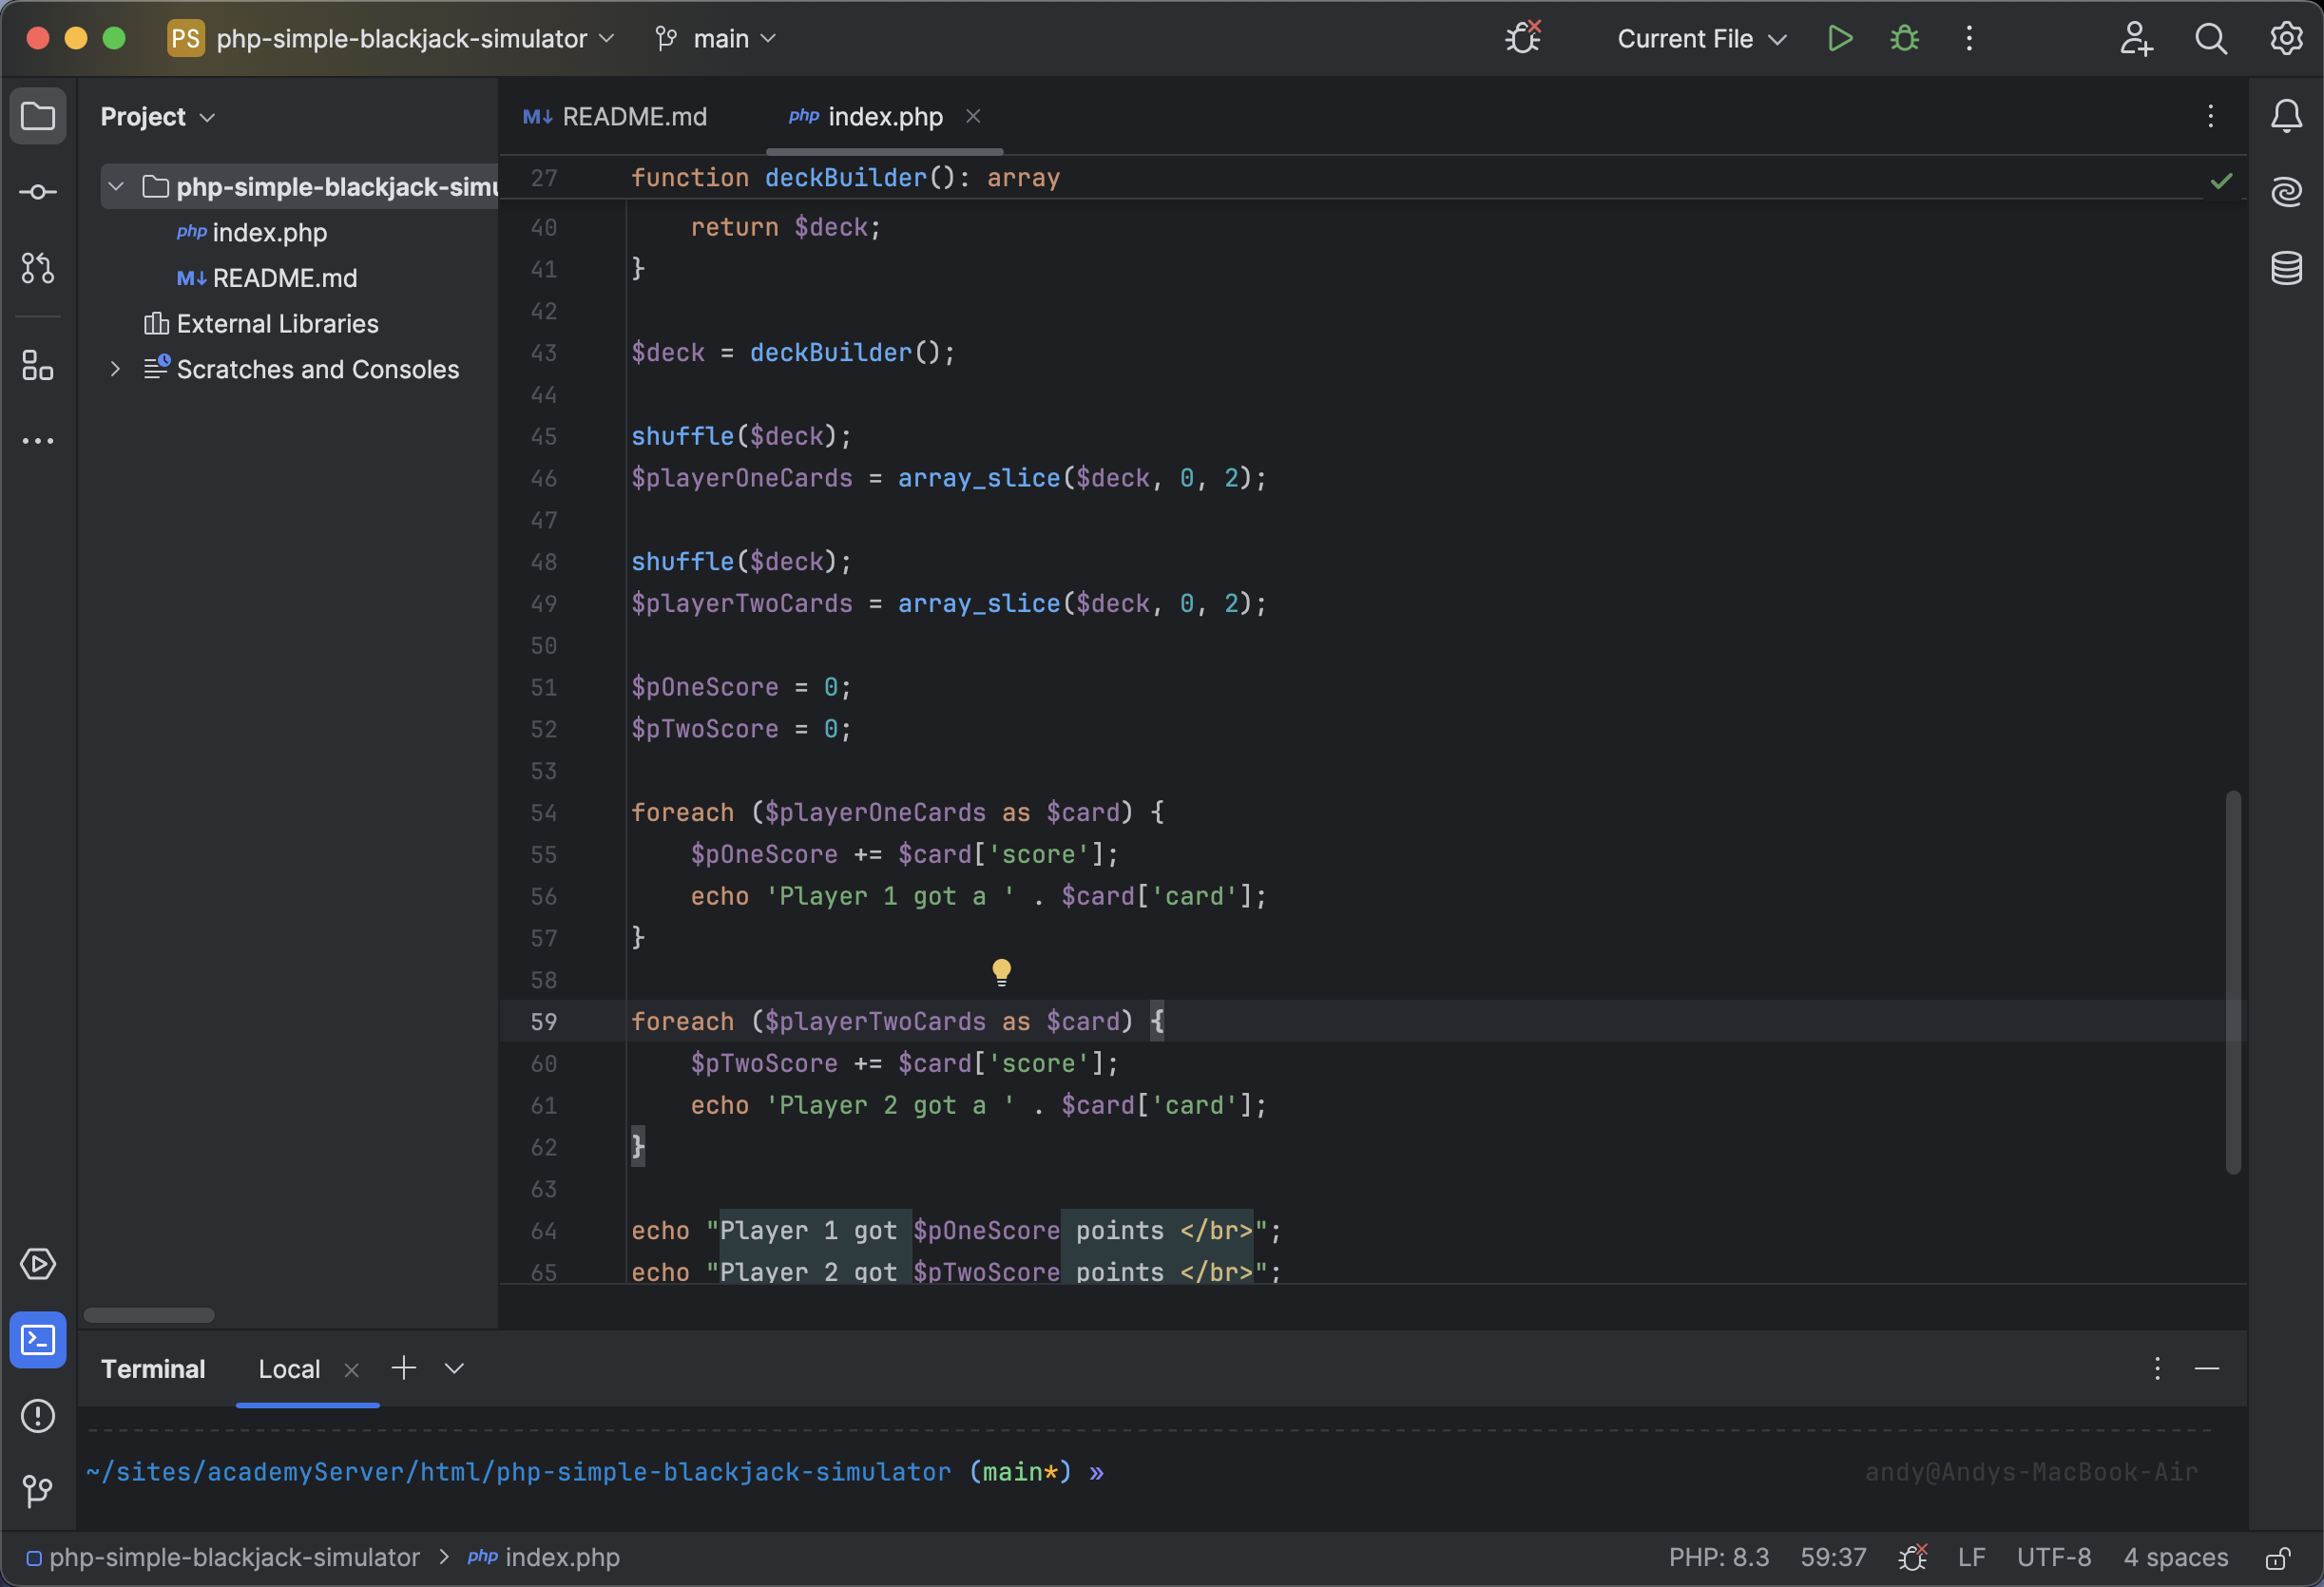 PS php-simple-blackjack-simulator main Current File
Project
php-simple-blackjack-simu
php index.php
M↓ README.md
External Libraries
Scratches and Consoles
M↓ README.md php index.php
27 function deckBuilder(): array
40 return $deck;
41 }
42
43 $deck = deckBuilder();
44
45 shuffle($deck);
46 $playerOneCards = array_slice($deck, 0, 2);
47
48 shuffle($deck);
49 $playerTwoCards = array_slice($deck, 0, 2);
50
51 $pOneScore = 0;
52 $pTwoScore = 0;
53
54 foreach ($playerOneCards as $card) {
55 $pOneScore += $card['score'];
56 echo 'Player 1 got a ' . $card['card'];
57 }
58
59 foreach ($playerTwoCards as $card) {
60 $pTwoScore += $card['score'];
61 echo 'Player 2 got a ' . $card['card'];
62 }
63
64 echo "Player 1 got $pOneScore points </br>";
65 echo "Player 2 got $pTwoScore points </br>";
Terminal Local
~/sites/academyServer/html/php-simple-blackjack-simulator (main*) » andy@Andys-MacBook-Air
php-simple-blackjack-simulator > php index.php PHP: 8.3 59:37 LF UTF-8 4 spaces